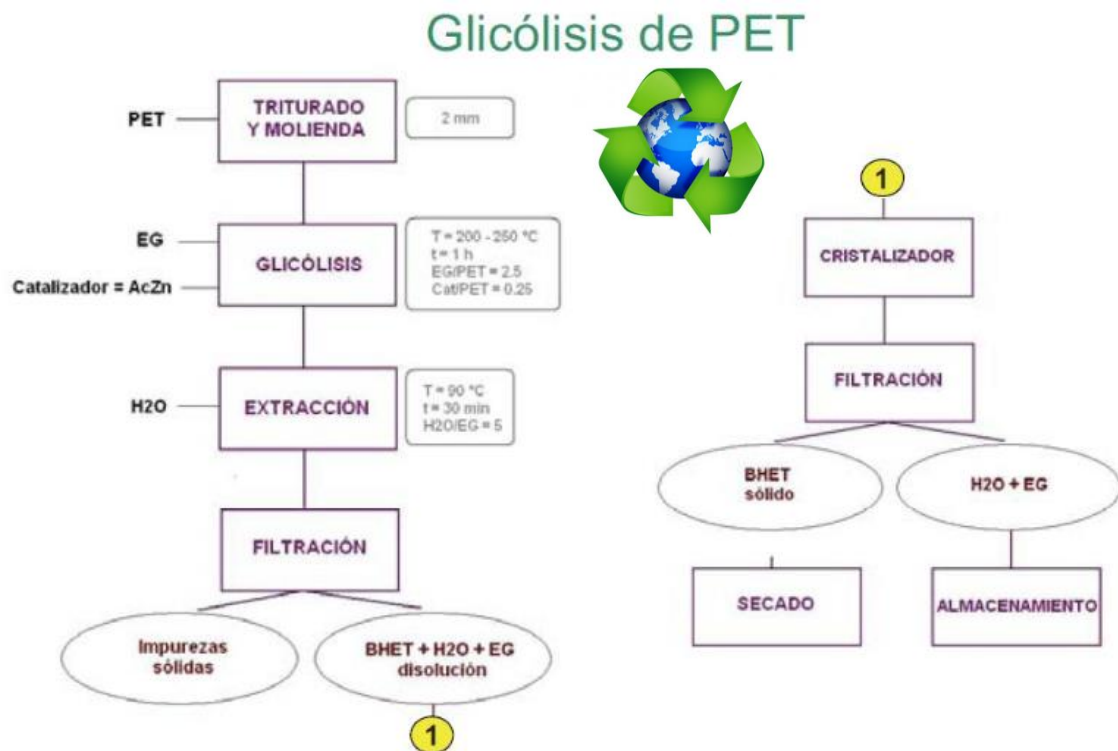 Glicólisis de PET
PET
TRITURADO
Y MOLIENDA
2 mm
EG
Catalizador = AcZn
GLICÓLISIS
T = 200 - 250 °C
t = 1 h
EG/PET = 2.5
Cat/PET = 0.25
H2O
EXTRACCIÓN
T = 90 °C
t = 30 min
H2O/EG = 5
FILTRACIÓN
Impurezas
sólidas
BHET + H2O + EG
disolución
1
1
CRISTALIZADOR
FILTRACIÓN
BHET
sólido
H2O + EG
SECADO
ALMACENAMIENTO